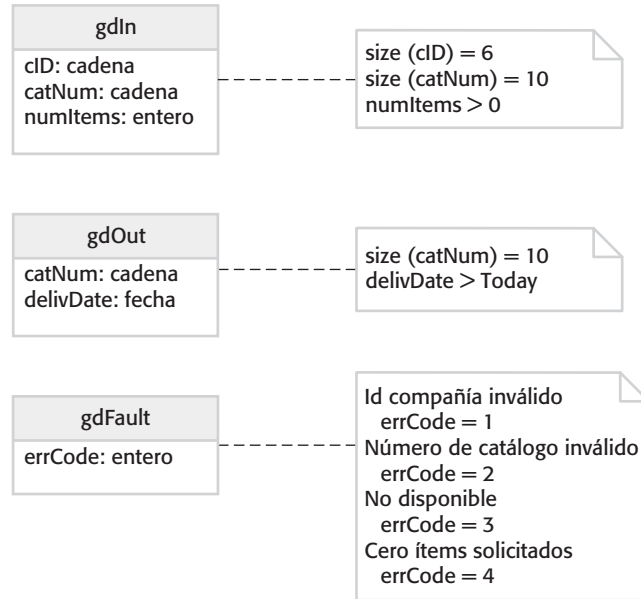 gdIn
cID: cadena
catNum: cadena
numItems: entero
size (cID) = 6
size (catNum) = 10
numItems > 0
gdOut
catNum: cadena
delivDate: fecha
size (catNum) = 10
delivDate > Today
gdFault
errCode: entero
Id compañía inválido
errCode = 1
Número de catálogo inválido
errCode = 2
No disponible
errCode = 3
Cero ítems solicitados
errCode = 4